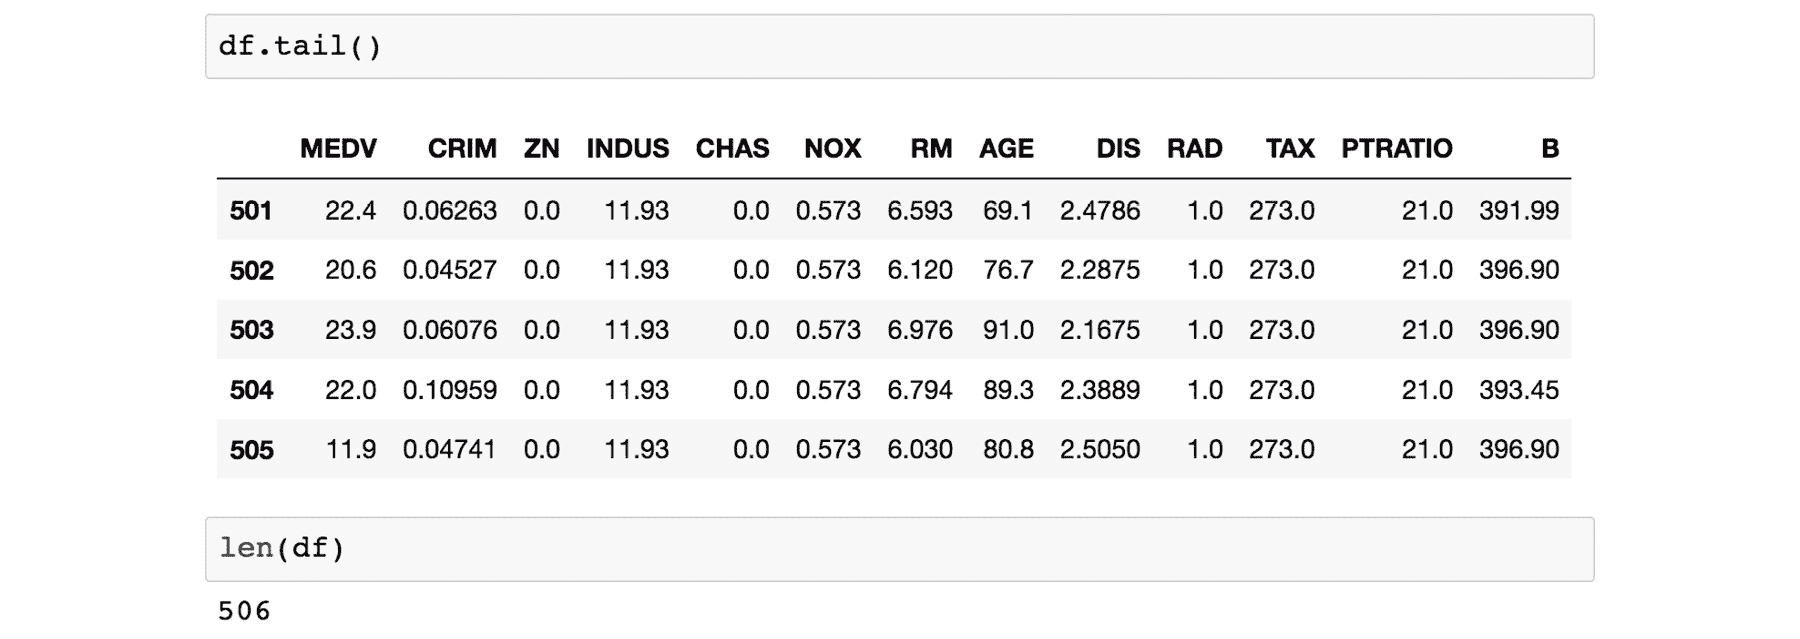 df.tail()
MEDV CRIM ZN INDUS CHAS NOX RM AGE DIS RAD TAX PTRATIO B
501 22.4 0.06263 0.0 11.93 0.0 0.573 6.593 69.1 2.4786 1.0 273.0 21.0 391.99
502 20.6 0.04527 0.0 11.93 0.0 0.573 6.120 76.7 2.2875 1.0 273.0 21.0 396.90
503 23.9 0.06076 0.0 11.93 0.0 0.573 6.976 91.0 2.1675 1.0 273.0 21.0 396.90
504 22.0 0.10959 0.0 11.93 0.0 0.573 6.794 89.3 2.3889 1.0 273.0 21.0 393.45
505 11.9 0.04741 0.0 11.93 0.0 0.573 6.030 80.8 2.5050 1.0 273.0 21.0 396.90
len(df)
506